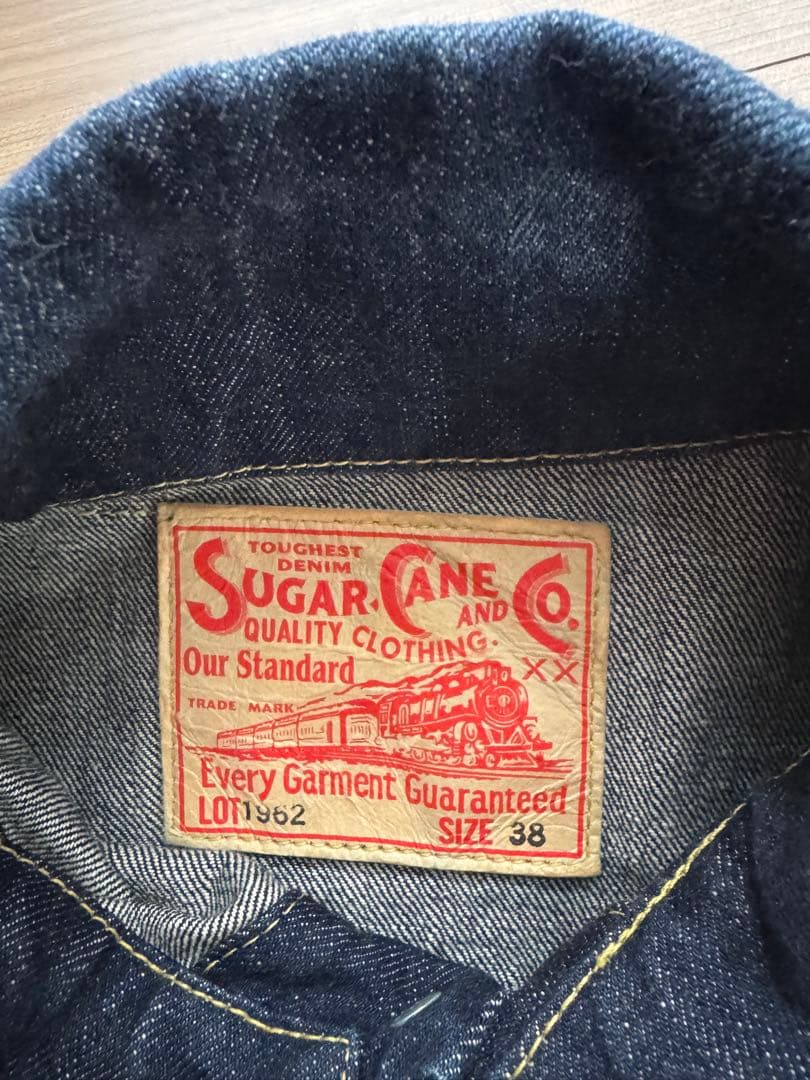 TOUGHEST
DENIM
SUGAR CANE AND CO.
QUALITY CLOTHING.
XX
Our Standard
TRADE MARK
Every Garment Guaranteed
LOT 1962
SIZE 38